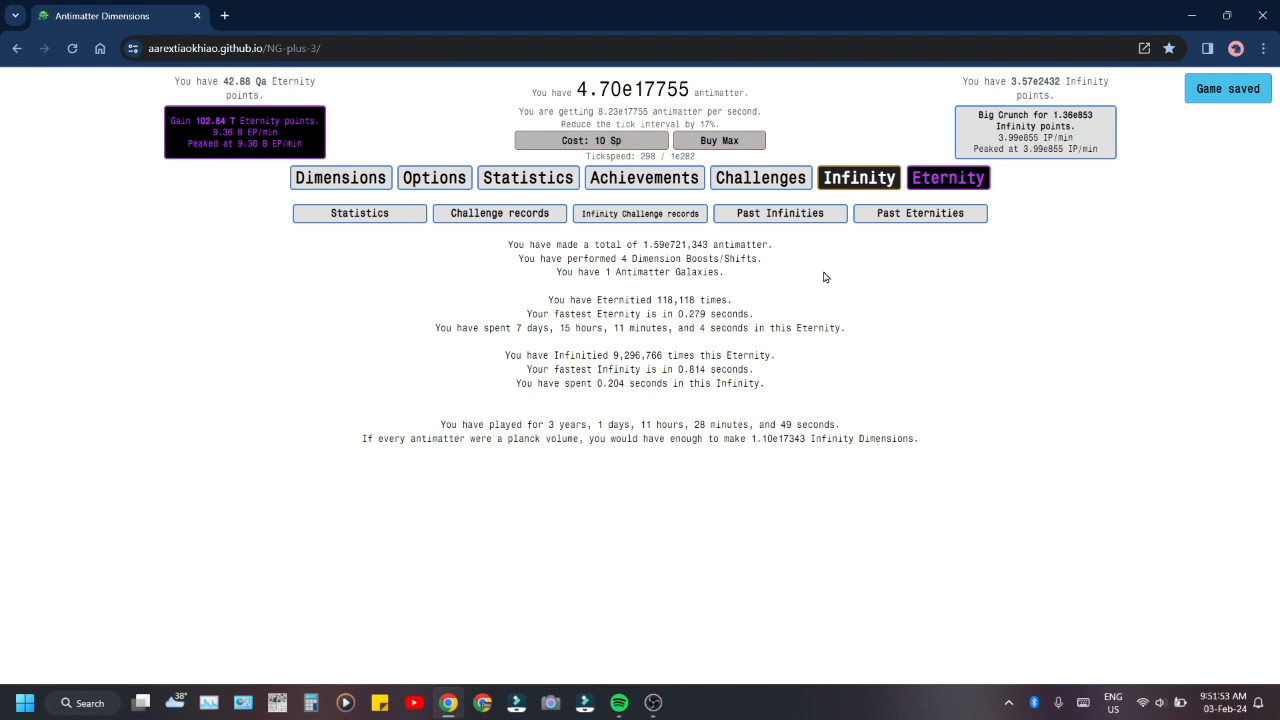 Antimatter Dimensions
aarextiaokhiao.github.io/NG-plus-3/
You have 42.88 Qa Eternity
points.
Gain 102.84 T Eternity points.
9.36 B EP/min
Peaked at 9.36 B EP/min
You have 4.70e17755 antimatter.
You are getting 8.23e17755 antimatter per second.
Reduce the tick interval by 17%.
Cost: 10 Sp
Buy Max
Tickspeed: 298 / 1e282
You have 3.57e2432 Infinity
points.
Big Crunch for 1.36e853
Infinity points.
3.99e855 IP/min
Peaked at 3.99e855 IP/min
Game saved
Dimensions
Options
Statistics
Achievements
Challenges
Infinity
Eternity
Statistics
Challenge records
Infinity Challenge records
Past Infinities
Past Eternities
You have made a total of 1.59e721,343 antimatter.
You have performed 4 Dimension Boosts/Shifts.
You have 1 Antimatter Galaxies.
You have Eternitied 118,118 times.
Your fastest Eternity is in 0.279 seconds.
You have spent 7 days, 15 hours, 11 minutes, and 4 seconds in this Eternity.
You have Infinitied 9,296,766 times this Eternity.
Your fastest Infinity is in 0.814 seconds.
You have spent 0.204 seconds in this Infinity.
You have played for 3 years, 1 days, 11 hours, 28 minutes, and 49 seconds.
If every antimatter were a planck volume, you would have enough to make 1.10e17343 Infinity Dimensions.
Search
38°
ENG
US
9:51:53 AM
03-Feb-24